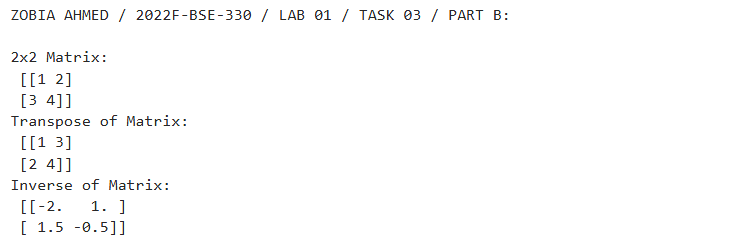 ZOBIA AHMED / 2022F-BSE-330 / LAB 01 / TASK 03 / PART B:
2x2 Matrix:
[[1 2]
[3 4]]
Transpose of Matrix:
[[1 3]
[2 4]]
Inverse of Matrix:
[[-2.   1. ]
[ 1.5 -0.5]]